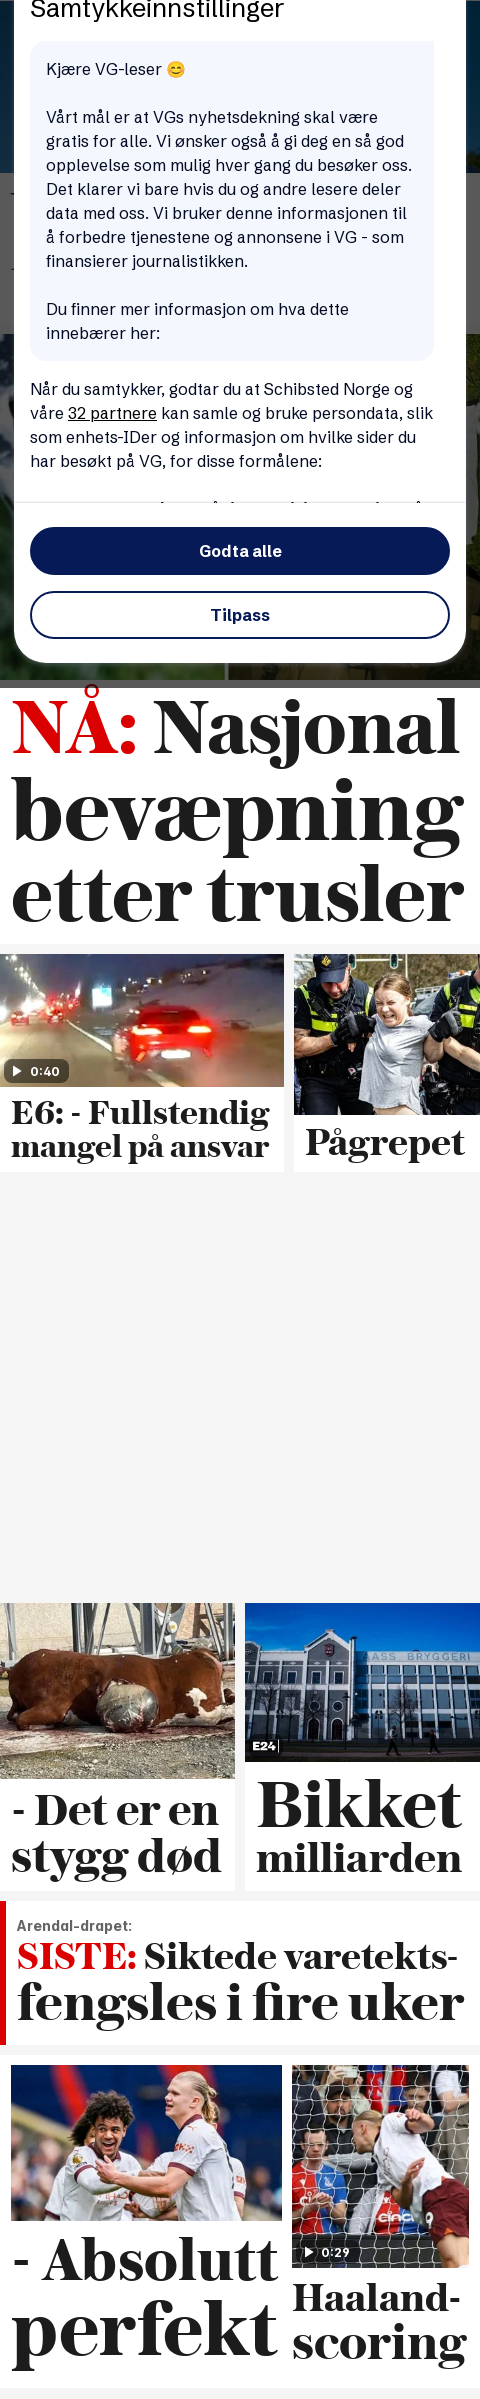 Samtykkeinnstillinger
Kjære VG-leser 😊
Vårt mål er at VGs nyhetsdekning skal være
gratis for alle. Vi ønsker også å gi deg en så god
opplevelse som mulig hver gang du besøker oss.
Det klarer vi bare hvis du og andre lesere deler
data med oss. Vi bruker denne informasjonen til
å forbedre tjenestene og annonsene i VG - som
finansierer journalistikken.
Du finner mer informasjon om hva dette
innebærer her:
Når du samtykker, godtar du at Schibsted Norge og
våre 32 partnere kan samle og bruke persondata, slik
som enhets-IDer og informasjon om hvilke sider du
har besøkt på VG, for disse formålene:
Godta alle
Tilpass
NÅ: Nasjonal
bevæpning
etter trusler
0:40
E6: - Fullstendig
mangel på ansvar
Pågrepet
AASS BRYGGERI
E24
- Det er en
stygg død
Bikket
milliarden
Arendal-drapet:
SISTE: Siktede varetekts-
fengsles i fire uker
0:29
- Absolutt
perfekt
Haaland-
scoring